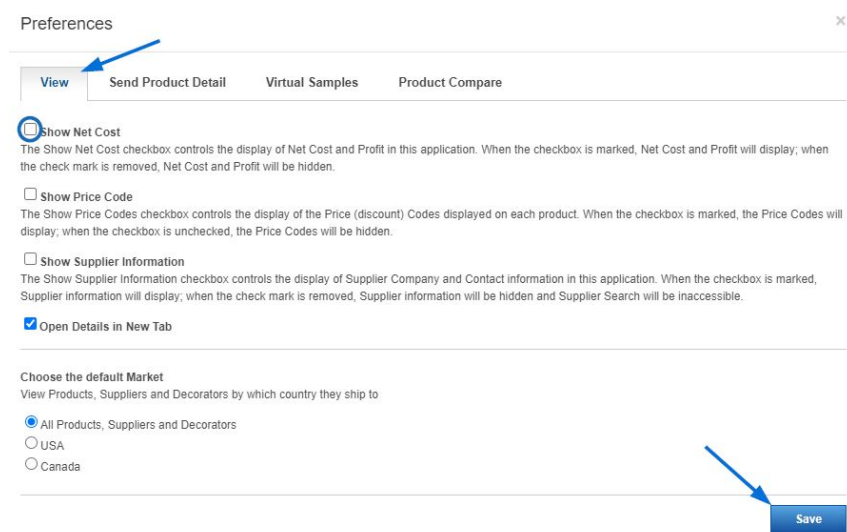 Preferences
×
View Send Product Detail Virtual Samples Product Compare
Show Net Cost
The Show Net Cost checkbox controls the display of Net Cost and Profit in this application. When the checkbox is marked, Net Cost and Profit will display; when
the check mark is removed, Net Cost and Profit will be hidden.
Show Price Code
The Show Price Codes checkbox controls the display of the Price (discount) Codes displayed on each product. When the checkbox is marked, the Price Codes will
display; when the checkbox is unchecked, the Price Codes will be hidden.
Show Supplier Information
The Show Supplier Information checkbox controls the display of Supplier Company and Contact information in this application. When the checkbox is marked,
Supplier information will display; when the check mark is removed, Supplier information will be hidden and Supplier Search will be inaccessible.
Open Details in New Tab
Choose the default Market
View Products, Suppliers and Decorators by which country they ship to
All Products, Suppliers and Decorators
USA
Canada
Save